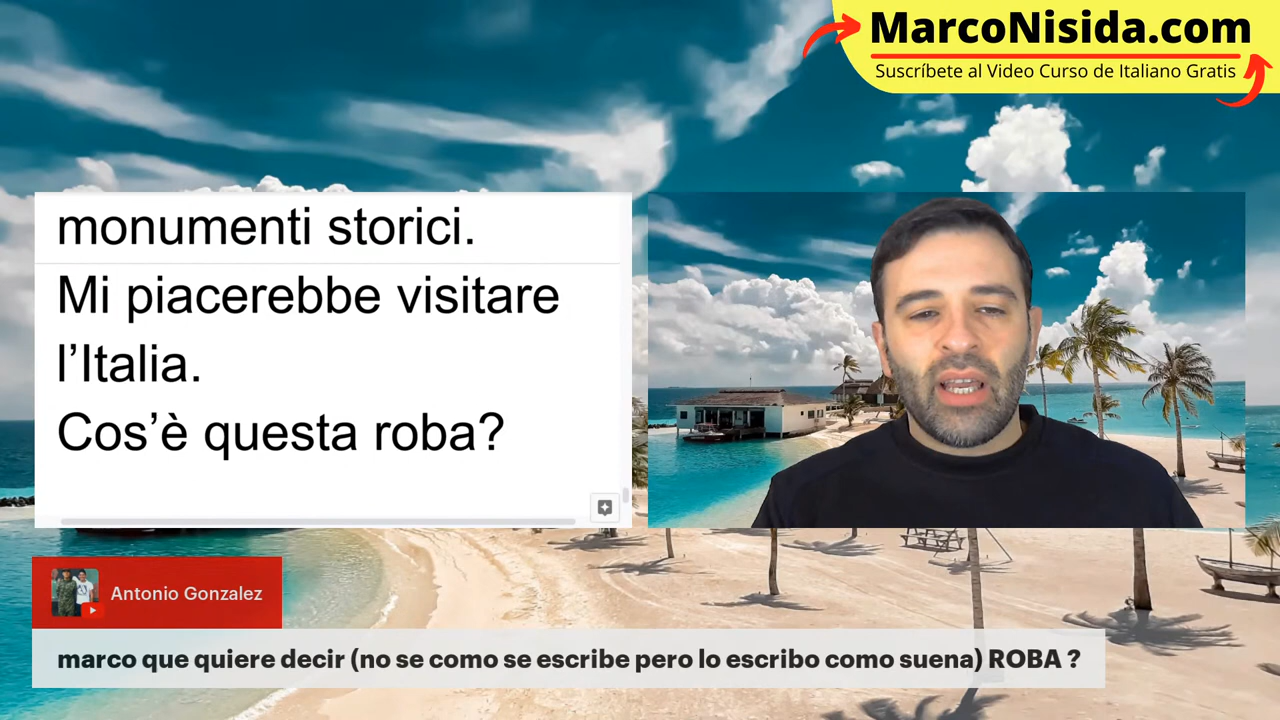 MarcoNisida.com
Suscríbete al Video Curso de Italiano Gratis
monumenti storici.
Mi piacerebbe visitare
l’Italia.
Cos’è questa roba?
Antonio Gonzalez
marco que quiere decir (no se como se escribe pero lo escribo como suena) ROBA ?